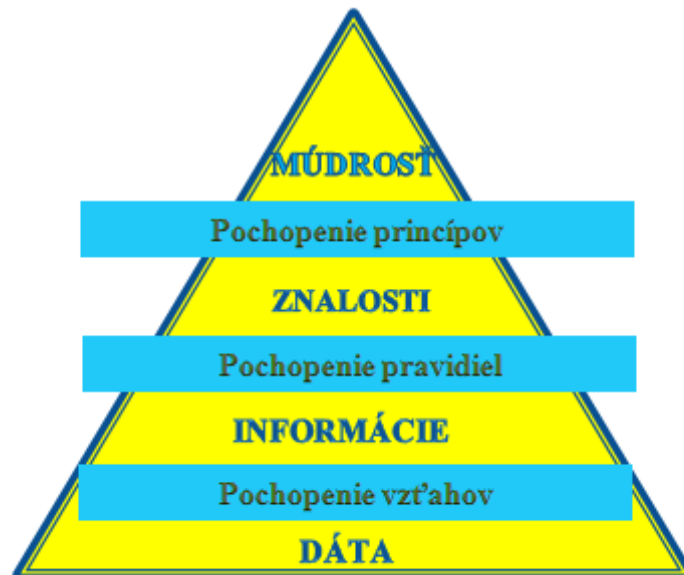 MÚDROSŤ
Pochopenie princípov
ZNALOSTI
Pochopenie pravidiel
INFORMÁCIE
Pochopenie vzťahov
DÁTA